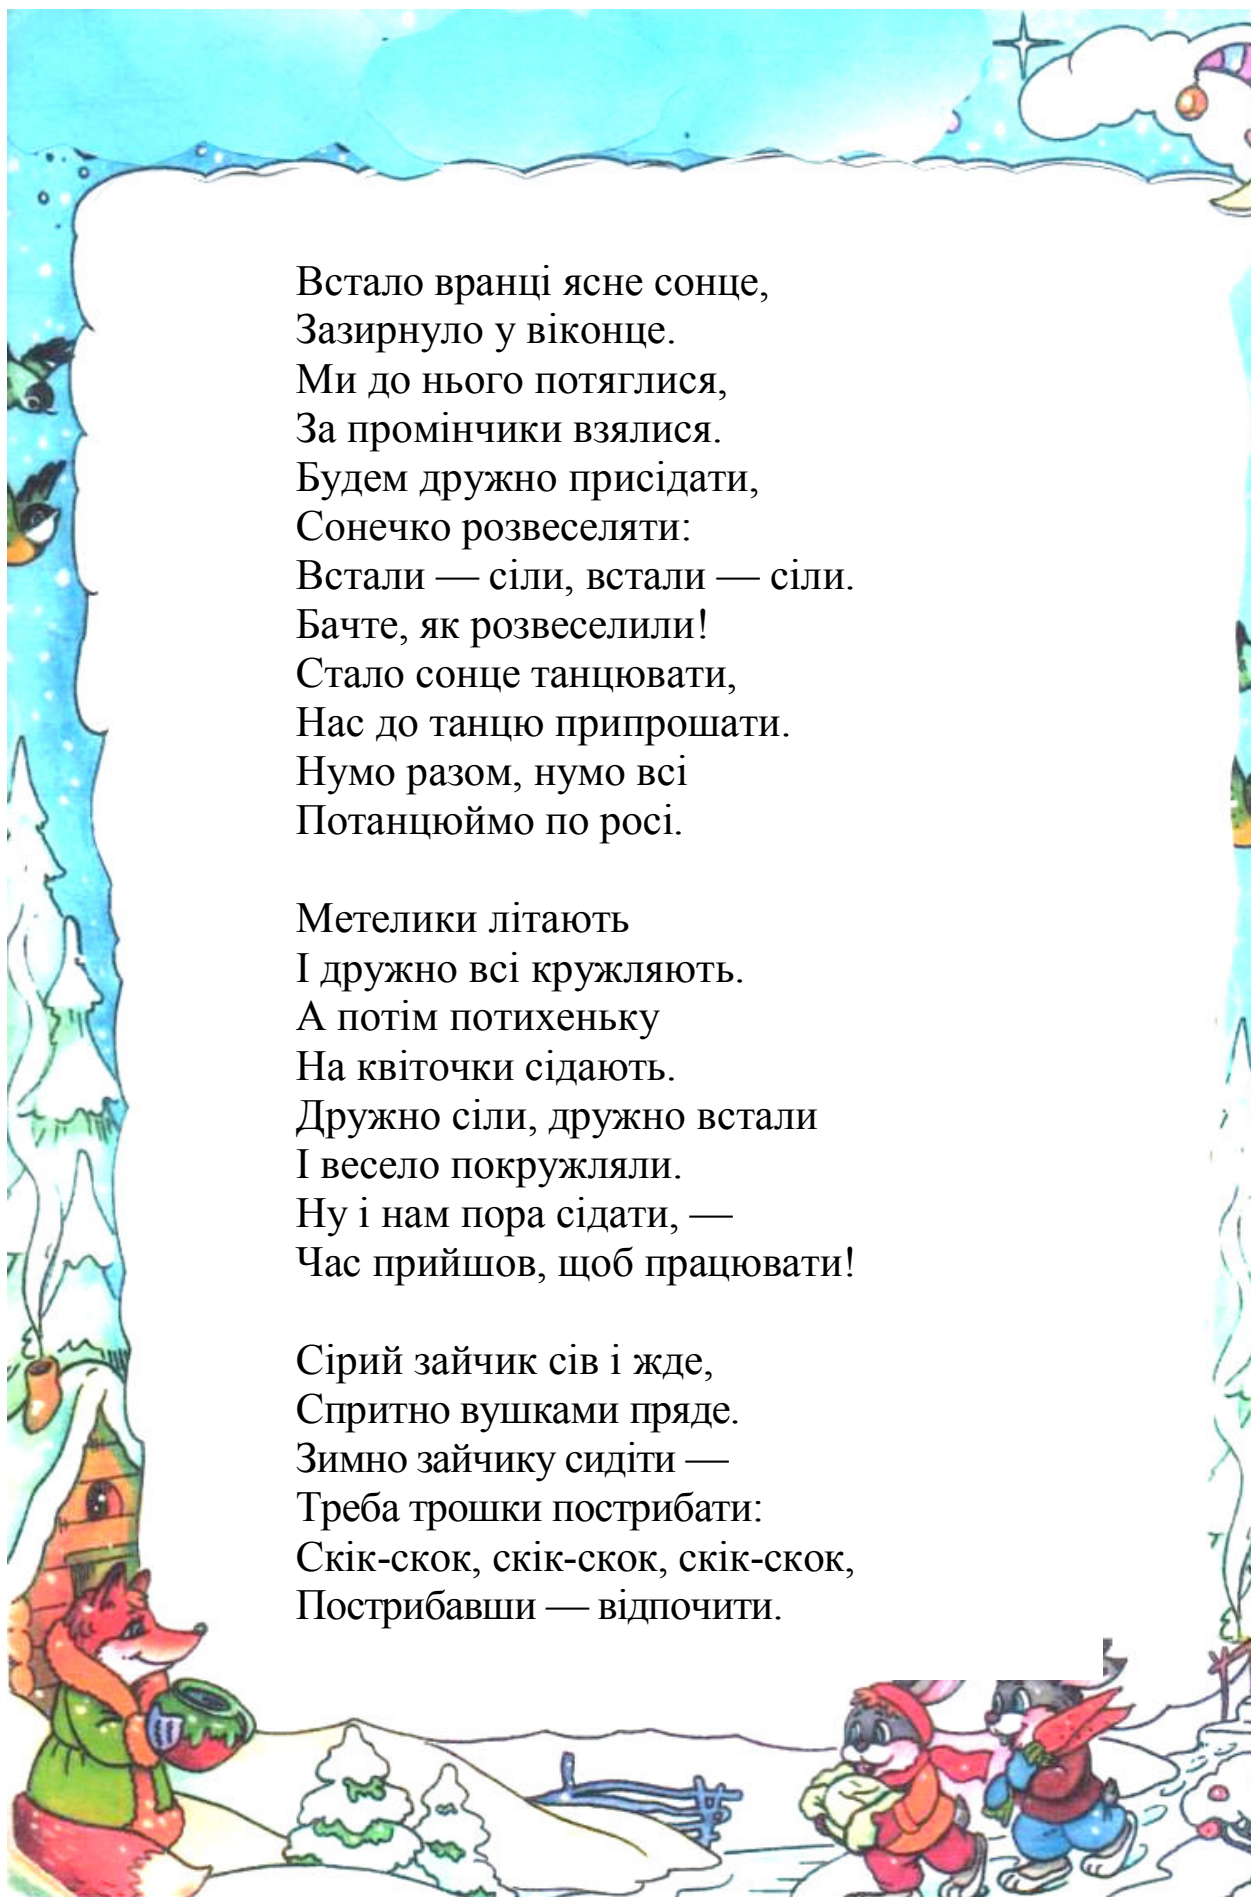 Встало вранці ясне сонце,
Зазирнуло у віконце.
Ми до нього потяглися,
За промінчики взялися.
Будем дружно присідати,
Сонечко розвеселяти:
Встали — сіли, встали — сіли.
Бачте, як розвеселили!
Стало сонце танцювати,
Нас до танцю припрошати.
Нумо разом, нумо всі
Потанцюймо по росі.

Метелики літають
І дружно всі кружляють.
А потім потихеньку
На квіточки сідають.
Дружно сіли, дружно встали
І весело покружляли.
Ну і нам пора сідати, —
Час прийшов, щоб працювати!

Сірий зайчик сів і жде,
Спритно вушками пряде.
Зимно зайчику сидіти —
Треба трошки пострибати:
Скік-скок, скік-скок, скік-скок,
Пострибавши — відпочити.